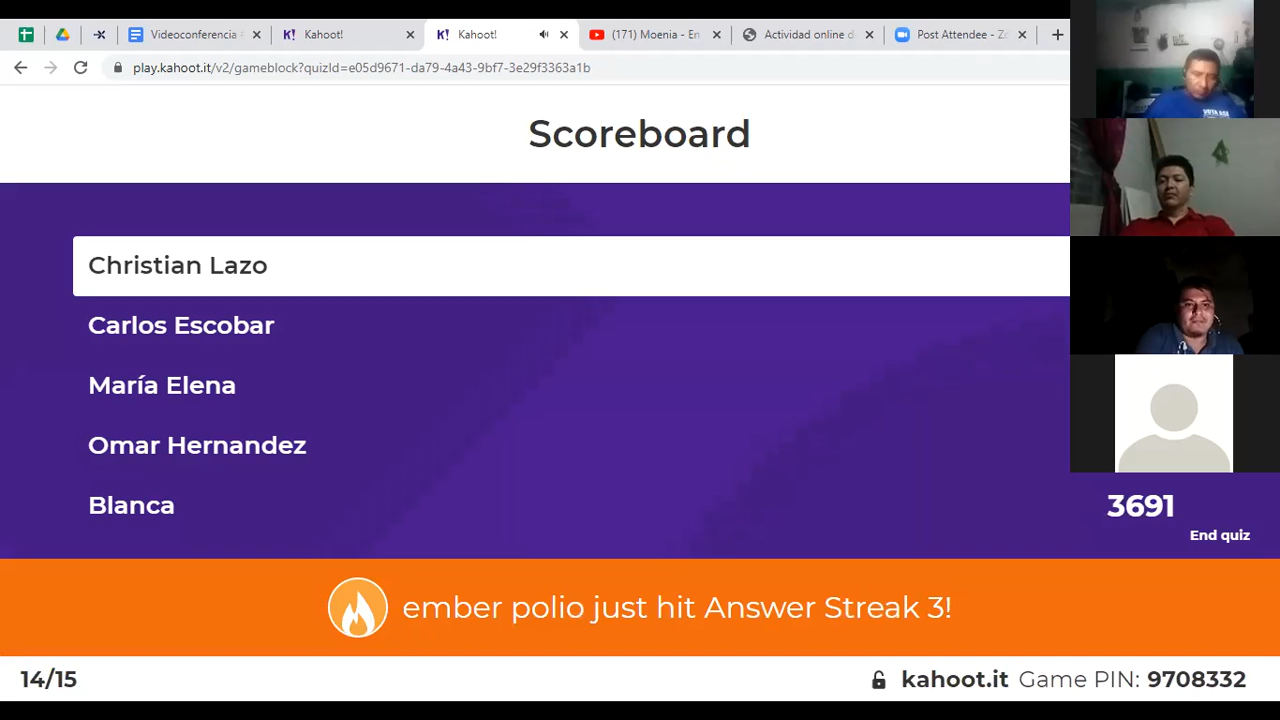 Videoconferencia
Kahoot!
Kahoot!
(171) Moenia - En
Actividad online d
Post Attendee - Zo
play.kahoot.it/v2/gameblock?quizId=e05d9671-da79-4a43-9bf7-3e29f3363a1b
Scoreboard
Christian Lazo
Carlos Escobar
María Elena
Omar Hernandez
Blanca
3691
End quiz
ember polio just hit Answer Streak 3!
14/15
kahoot.it Game PIN: 9708332